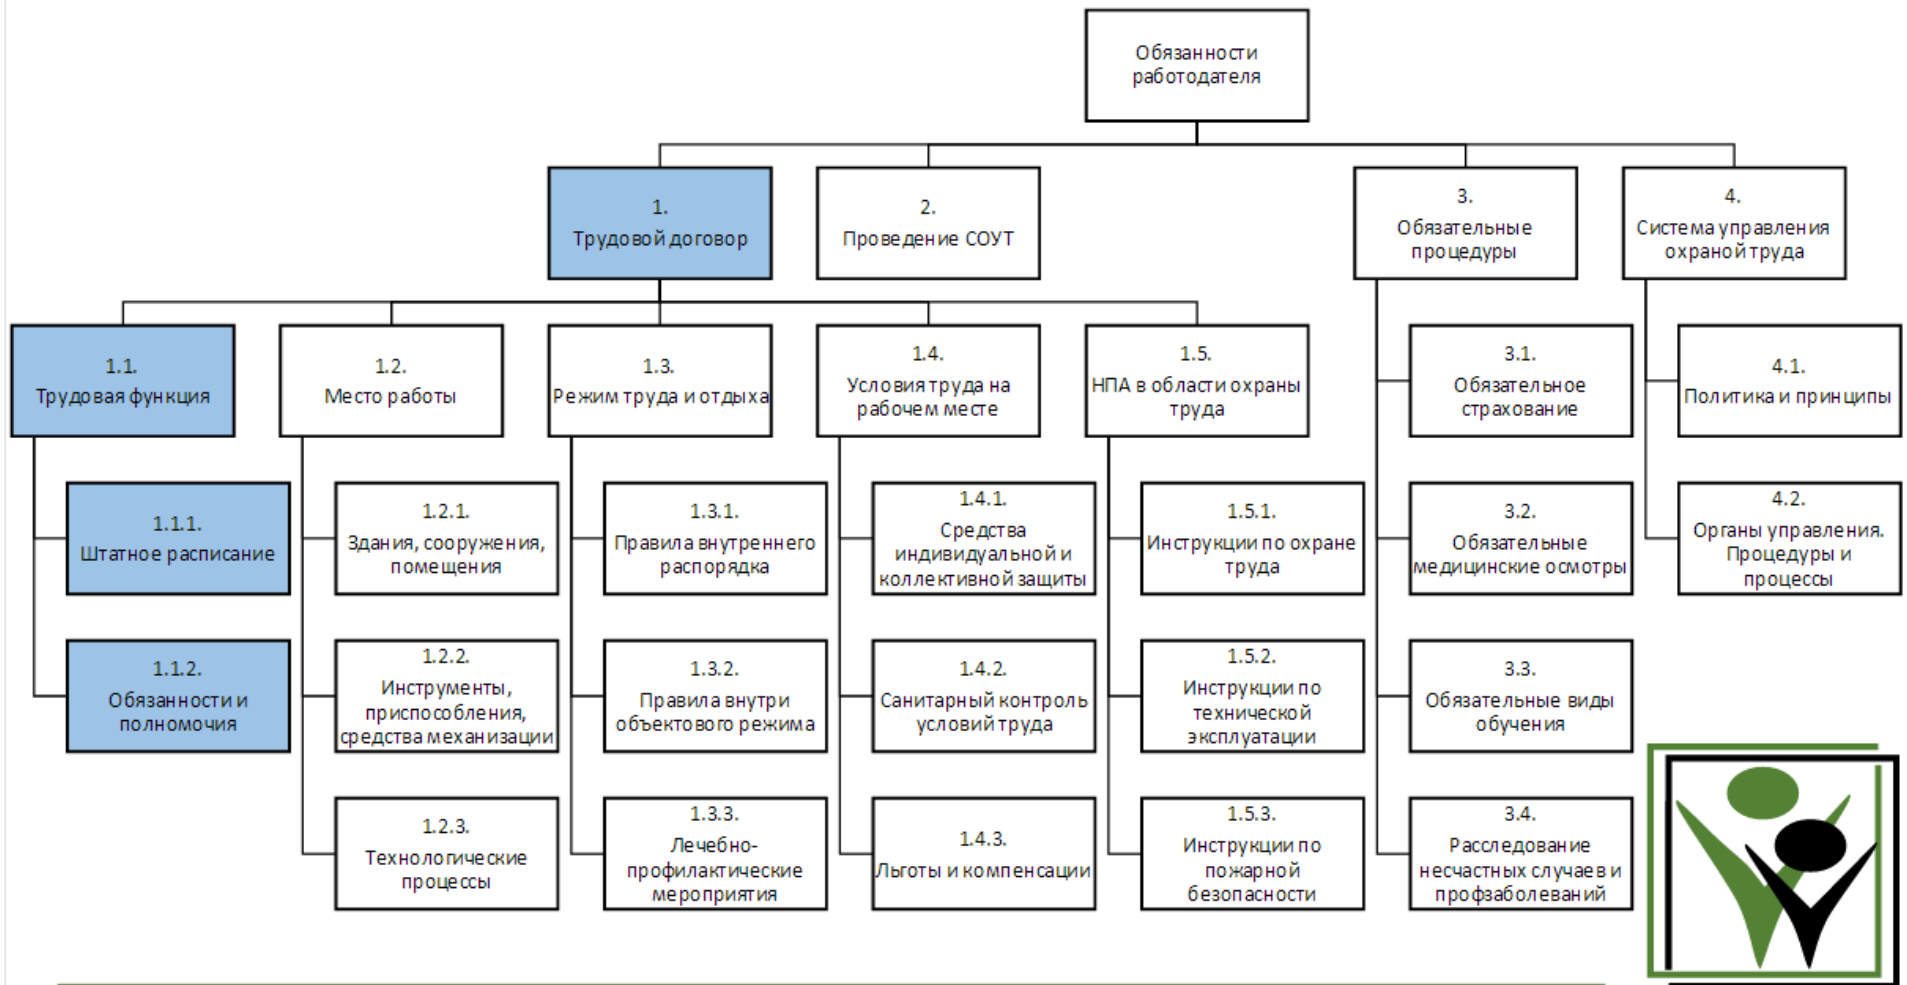 Обязанности
работодателя
1.
Трудовой договор
2.
Проведение СОУТ
3.
Обязательные
процедуры
4.
Система управления
охраной труда
1.1.
Трудовая функция
1.2.
Место работы
1.3.
Режим труда и отдыха
1.4.
Условия труда на
рабочем месте
1.5.
НПА в области охраны
труда
3.1.
Обязательное
страхование
4.1.
Политика и принципы
1.1.1.
Штатное расписание
1.2.1.
Здания, сооружения,
помещения
1.3.1.
Правила внутреннего
распорядка
1.4.1.
Средства
индивидуальной и
коллективной защиты
1.5.1.
Инструкции по охране
труда
3.2.
Обязательные
медицинские осмотры
4.2.
Органы управления.
Процедуры и
процессы
1.1.2.
Обязанности и
полномочия
1.2.2.
Инструменты,
приспособления,
средства механизации
1.3.2.
Правила внутри
объектового режима
1.4.2.
Санитарный контроль
условий труда
1.5.2.
Инструкции по
технической
эксплуатации
3.3.
Обязательные виды
обучения
1.2.3.
Технологические
процессы
1.3.3.
Лечебно-
профилактические
мероприятия
1.4.3.
Льготы и компенсации
1.5.3.
Инструкции по
пожарной
безопасности
3.4.
Расследование
несчастных случаев и
профзаболеваний